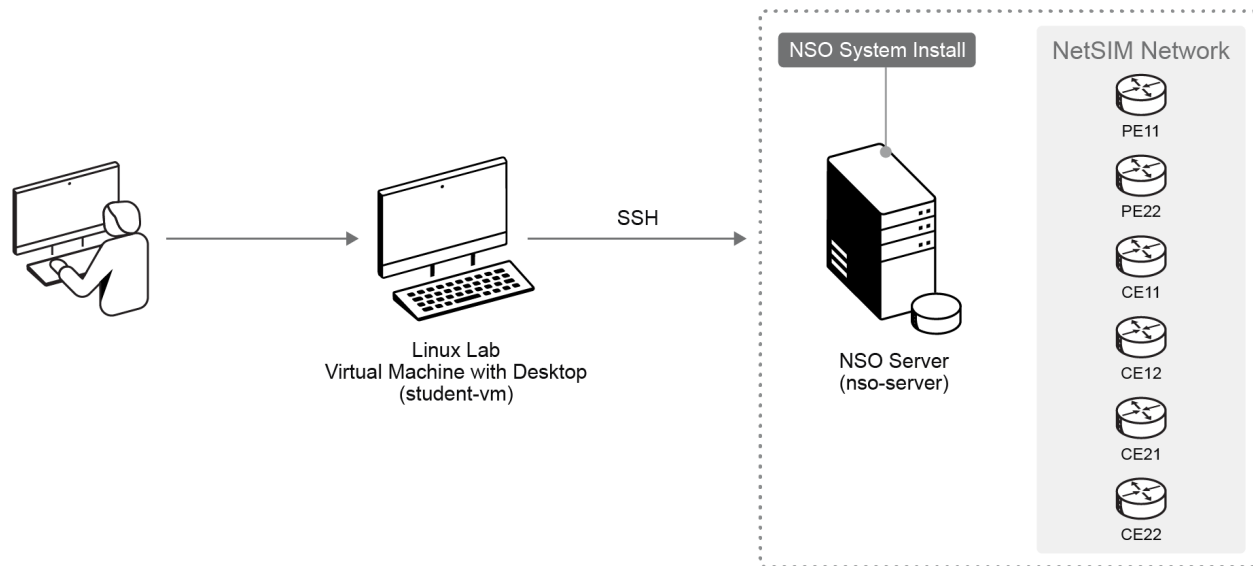 NSO System Install
NetSIM Network
PE11
PE22
CE11
CE12
CE21
CE22
SSH
Linux Lab
Virtual Machine with Desktop
(student-vm)
NSO Server
(nso-server)